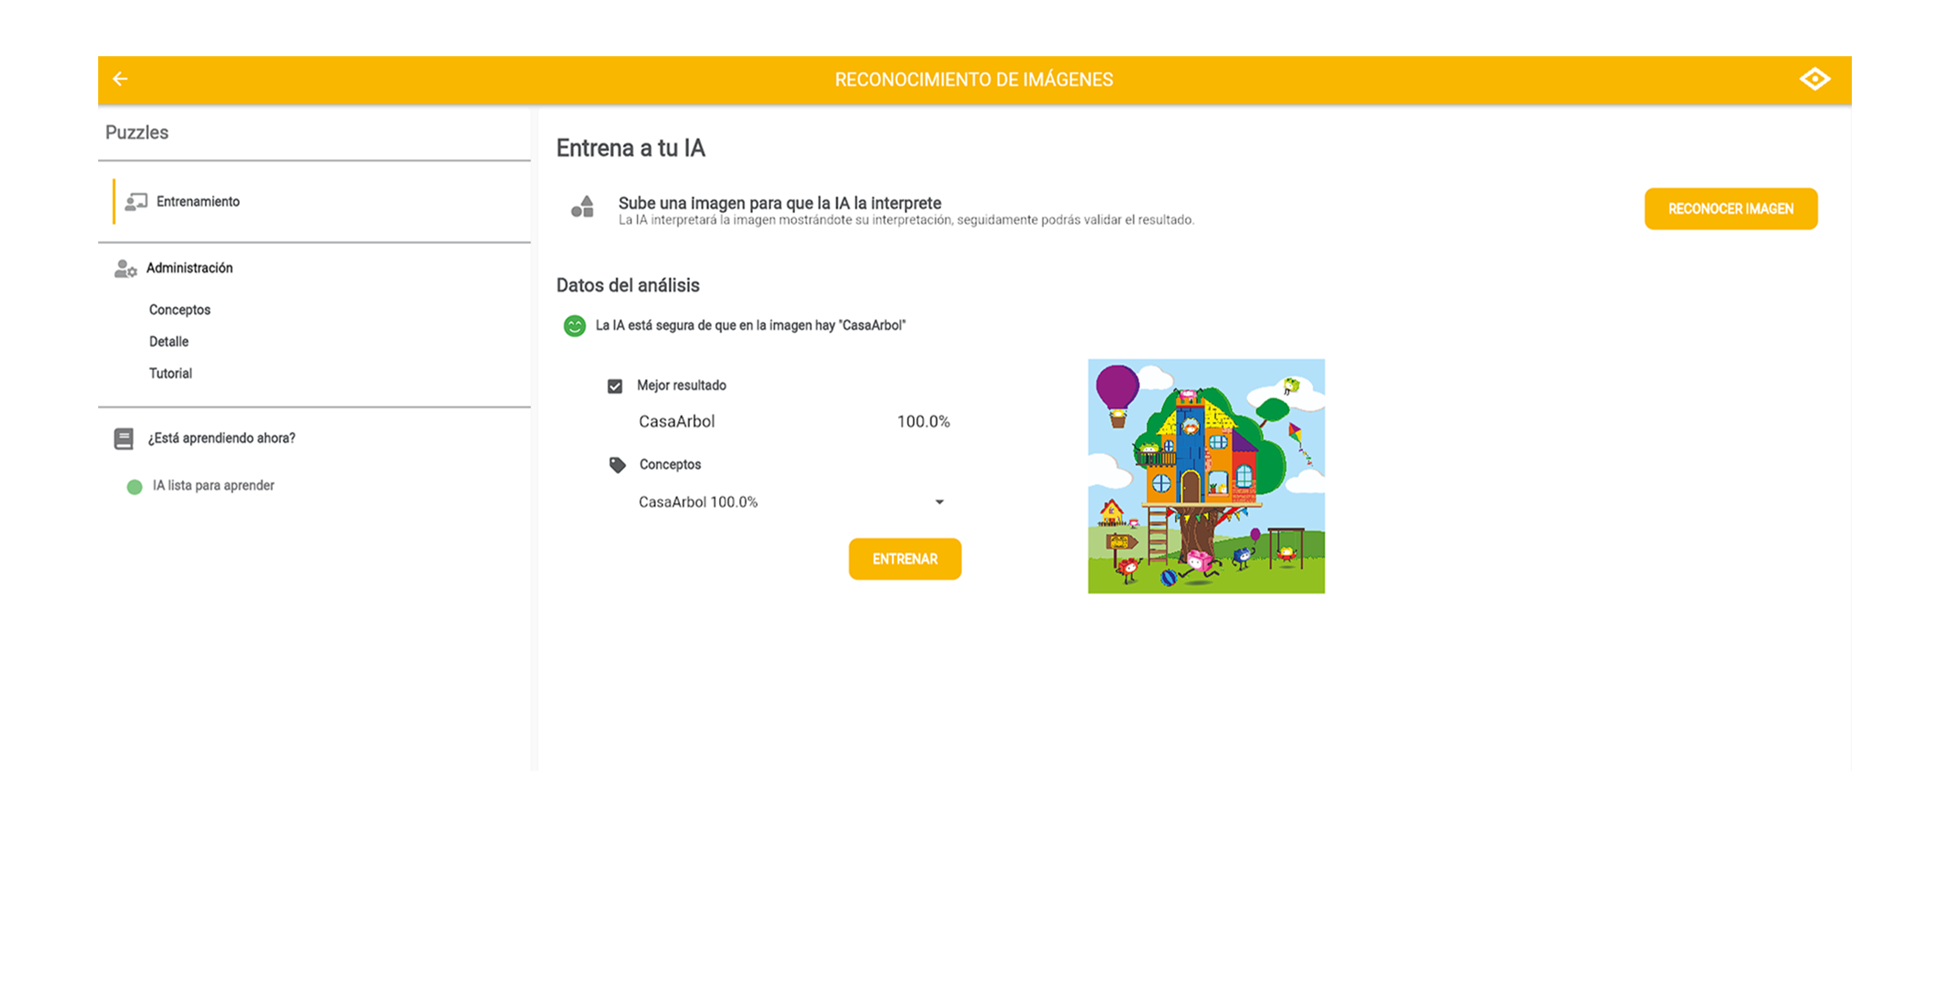 RECONOCIMIENTO DE IMÁGENES
Puzzles
Entrenamiento
Administración
Conceptos
Detalle
Tutorial
¿Está aprendiendo ahora?
IA lista para aprender
Entrena a tu IA
Sube una imagen para que la IA la interprete
La IA interpretará la imagen mostrándote su interpretación, seguidamente podrás validar el resultado.
RECONOCER IMAGEN
Datos del análisis
La IA está segura de que en la imagen hay "CasaArbol"
Mejor resultado
CasaArbol 100.0%
Conceptos
CasaArbol 100.0%
ENTRENAR